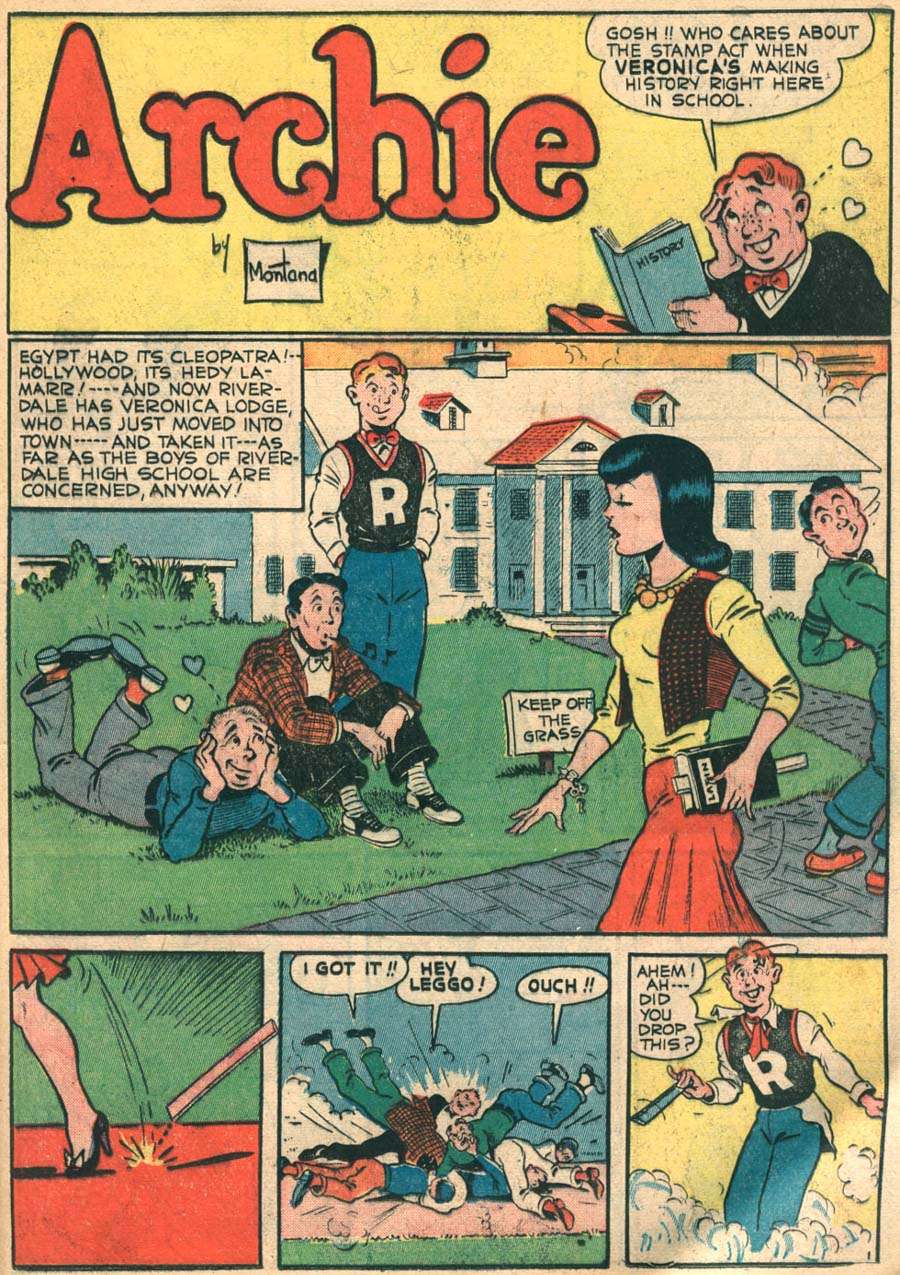 Archie
by
Montana
GOSH!! WHO CARES ABOUT
THE STAMP ACT WHEN
VERONICA'S MAKING
HISTORY RIGHT HERE
IN SCHOOL.
HISTORY
EGYPT HAD ITS CLEOPATRA!--
HOLLYWOOD, ITS HEDY LA-
MARR!----AND NOW RIVER-
DALE HAS VERONICA LODGE,
WHO HAS JUST MOVED INTO
TOWN-----AND TAKEN IT---AS
FAR AS THE BOYS OF RIVER-
DALE HIGH SCHOOL ARE
CONCERNED, ANYWAY!
R
KEEP OFF
THE
GRASS
LATIN
I GOT IT!!
HEY
LEGGO!
OUCH!!
AHEM!
AH---
DID
YOU
DROP
THIS?
R
1